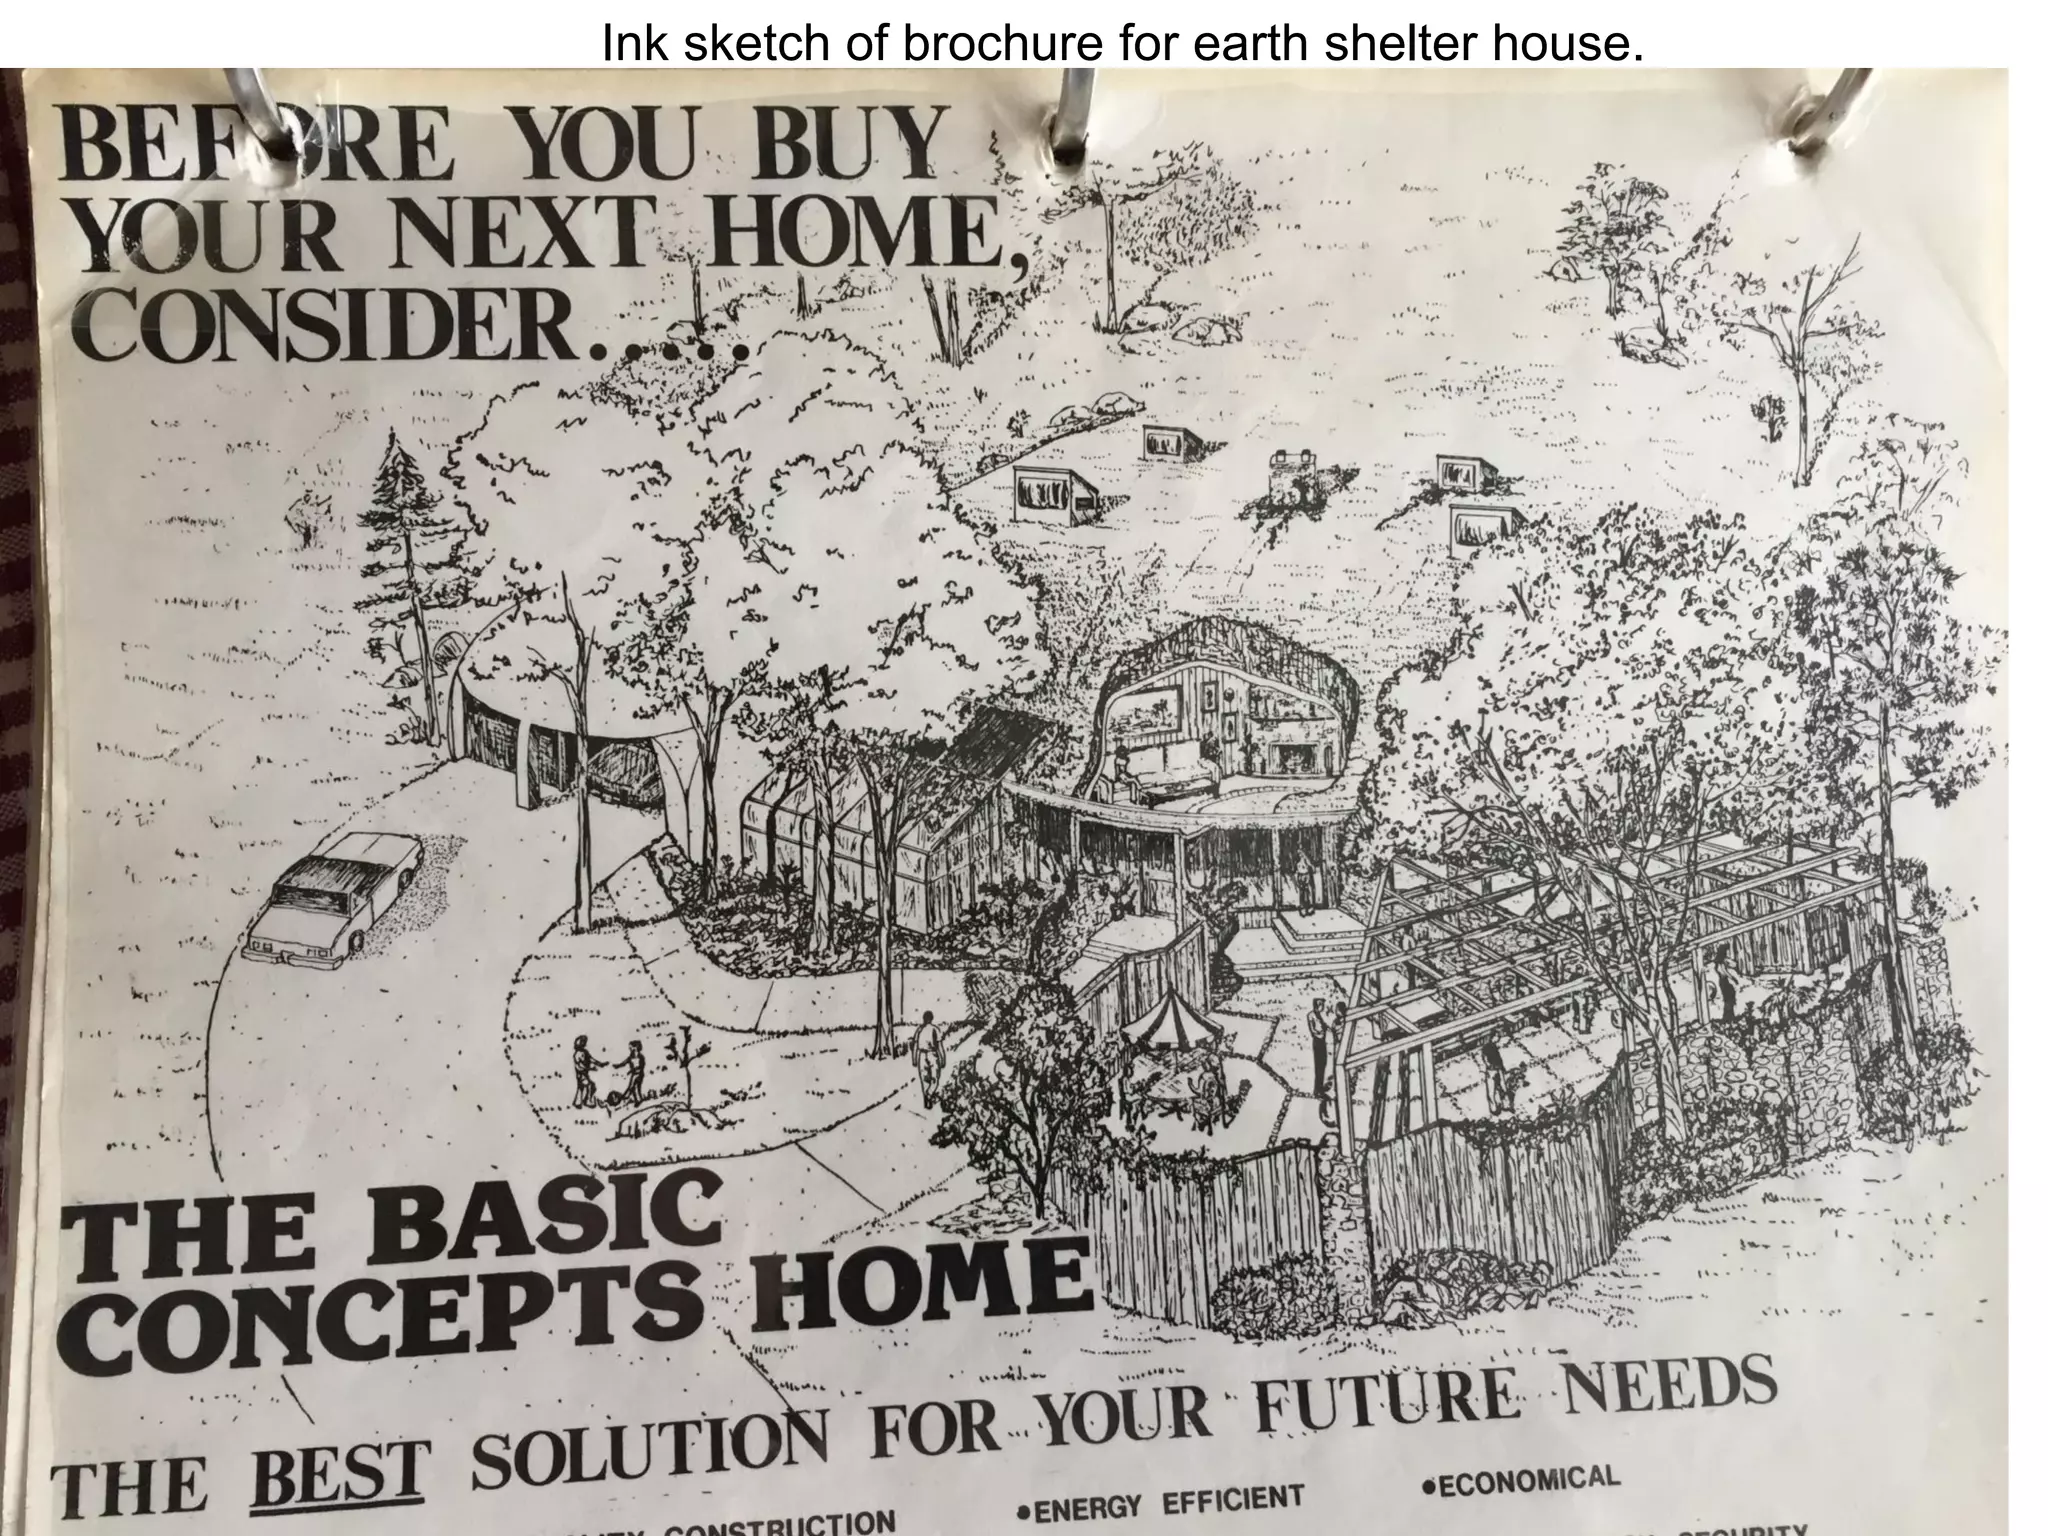 Ink sketch of brochure for earth shelter house.
BEFORE YOU BUY
YOUR NEXT HOME,
CONSIDER.....
THE BASIC
CONCEPTS HOME
THE BEST SOLUTION FOR YOUR FUTURE NEEDS
CONSTRUCTION •ENERGY EFFICIENT •ECONOMICAL
SECURITY